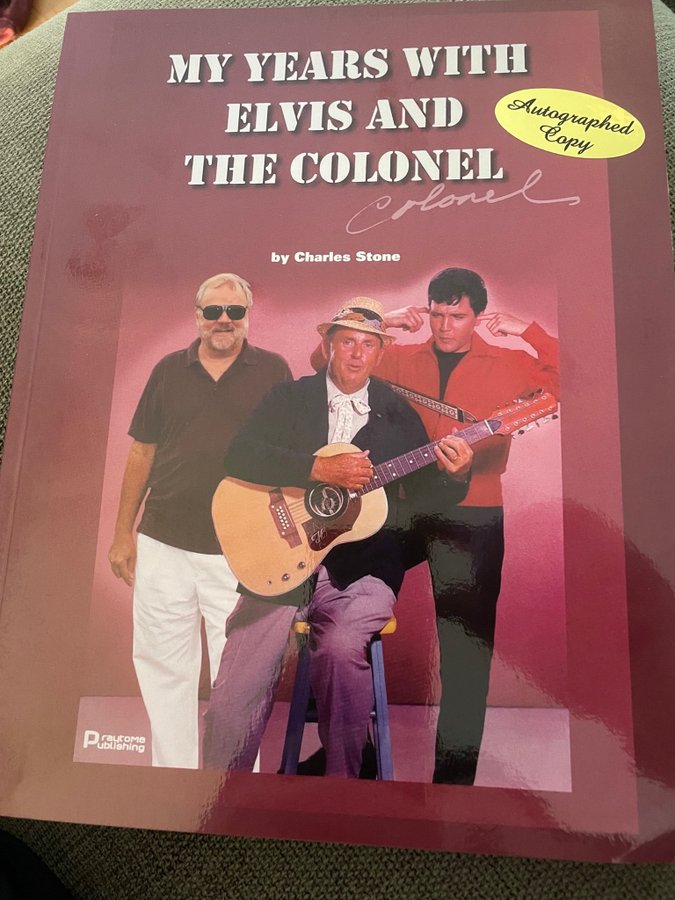 MY YEARS WITH
ELVIS AND
THE COLONEL
Autographed
Copy
Colonel
by Charles Stone
Praytome
Publishing